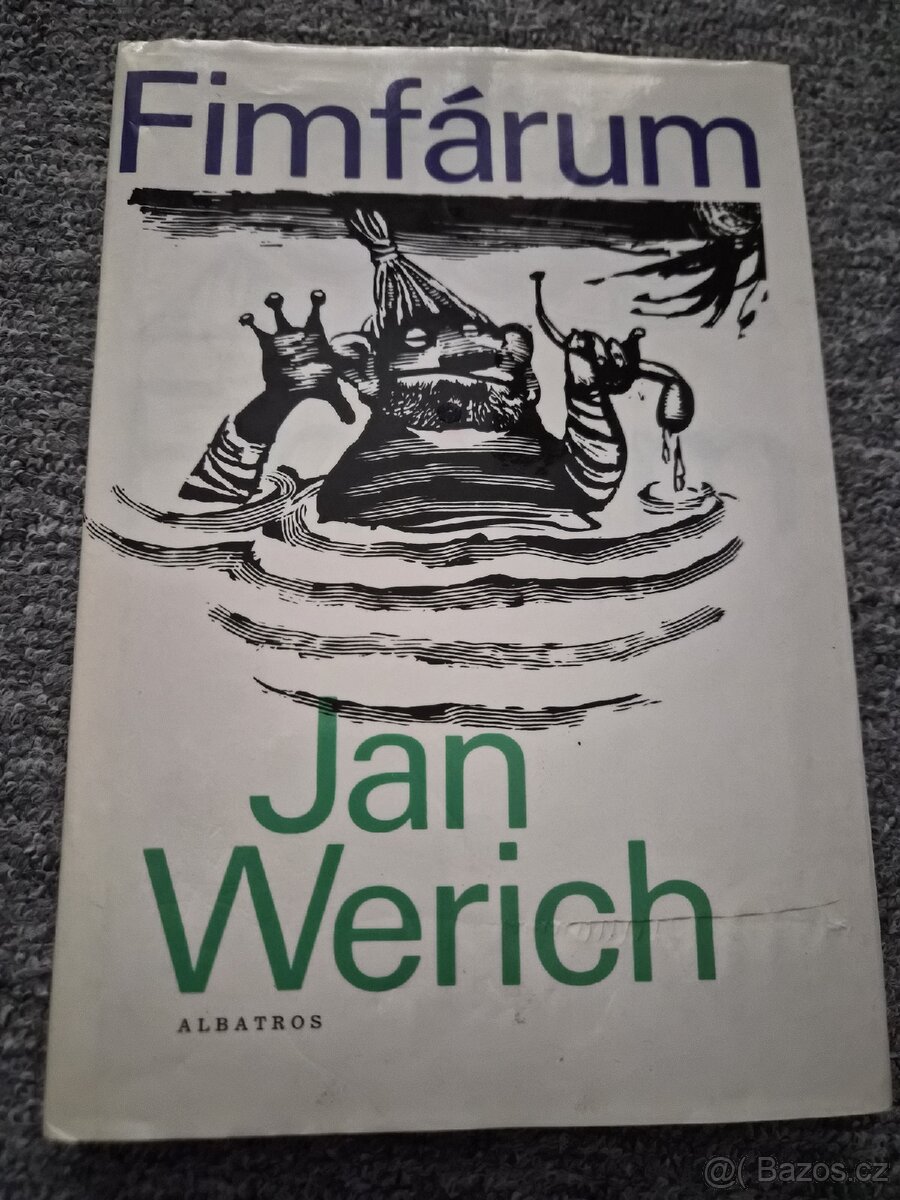 Fimfárum
Jan
Werich
ALBATROS
@( Bazos.cz